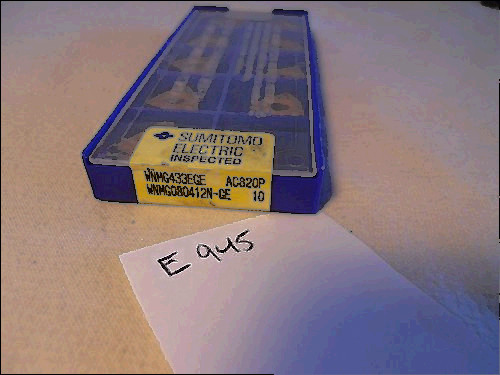 SUMITOMO
ELECTRIC
INSPECTED
WNMG433EGE AC820P
WNMG080412N-GE 10
E 945